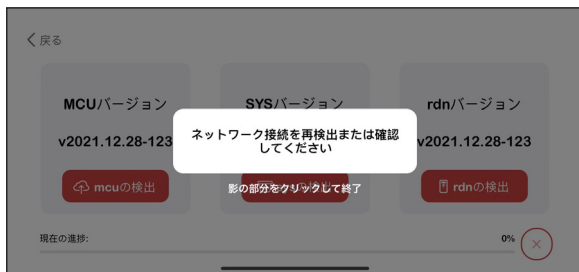 戻る
MCUバージョン
SYSバージョン
rdnバージョン
v2021.12.28-123
v2021.12.28-123
ネットワーク接続を再検出または確認
してください
mcuの検出
影の部分をクリックして終了
rdnの検出
現在の進捗:
0%